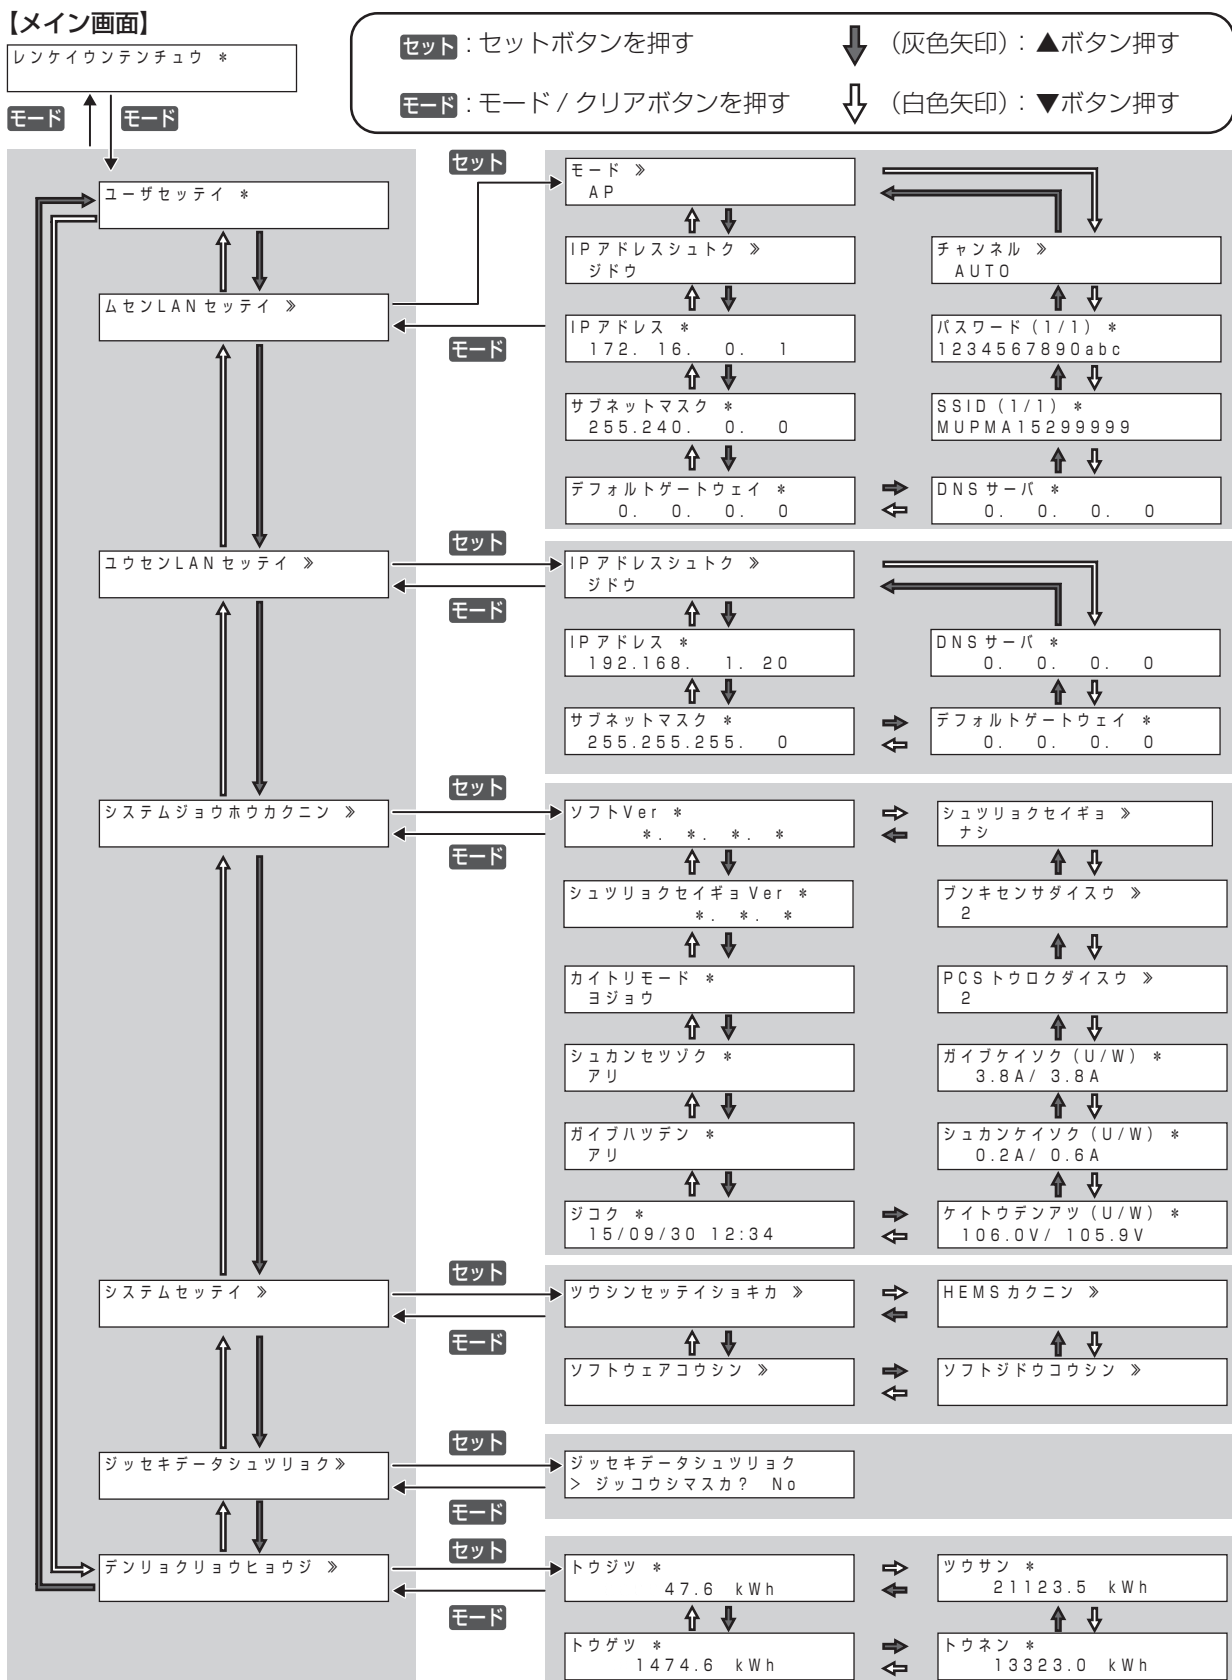 【メイン画面】
レンケイウンテンチュウ *
モード
モード
セット : セットボタンを押す
(灰色矢印) : ▲ボタン押す
モード : モード / クリアボタンを押す
(白色矢印) : ▼ボタン押す
ユーザセッテイ *
ムセンLANセッテイ 》
セット
モード
モード 》
AP
IPアドレスシュトク 》
ジドウ
チャンネル 》
AUTO
IPアドレス *
172. 16. 0. 1
パスワード (1/1) *
1234567890abc
サブネットマスク *
255.240. 0. 0
SSID (1/1) *
MUPMA15299999
デフォルトゲートウェイ *
0. 0. 0. 0
DNSサーバ *
0. 0. 0. 0
ユウセンLANセッテイ 》
セット
モード
IPアドレスシュトク 》
ジドウ
IPアドレス *
192.168. 1. 20
DNSサーバ *
0. 0. 0. 0
サブネットマスク *
255.255.255. 0
デフォルトゲートウェイ *
0. 0. 0. 0
システムジョウホウカクニン 》
セット
モード
ソフトVer *
*. *. *. *
シュツリョクセイギョ 》
ナシ
シュツリョクセイギョVer *
*. *. *
ブンキセンサダイスウ 》
2
カイトリモード *
ヨジョウ
PCSトウロクダイスウ 》
2
シュカンセツゾク *
アリ
ガイブケイソク (U/W) *
3.8A/ 3.8A
ガイブハツデン *
アリ
シュカンケイソク (U/W) *
0.2A/ 0.6A
ジコク *
15/09/30 12:34
ケイトウデンアツ (U/W) *
106.0V/ 105.9V
システムセッテイ 》
セット
モード
ツウシンセッテイショキカ 》
HEMSカクニン 》
ソフトウェアコウシン 》
ソフトジドウコウシン 》
ジッセキデータシュツリョク》
セット
モード
ジッセキデータシュツリョク
> ジッコウシマスカ? No
デンリョクリョウヒョウジ 》
セット
モード
トウジツ *
47.6 kWh
ツウサン *
21123.5 kWh
トウゲツ *
1474.6 kWh
トウネン *
13323.0 kWh